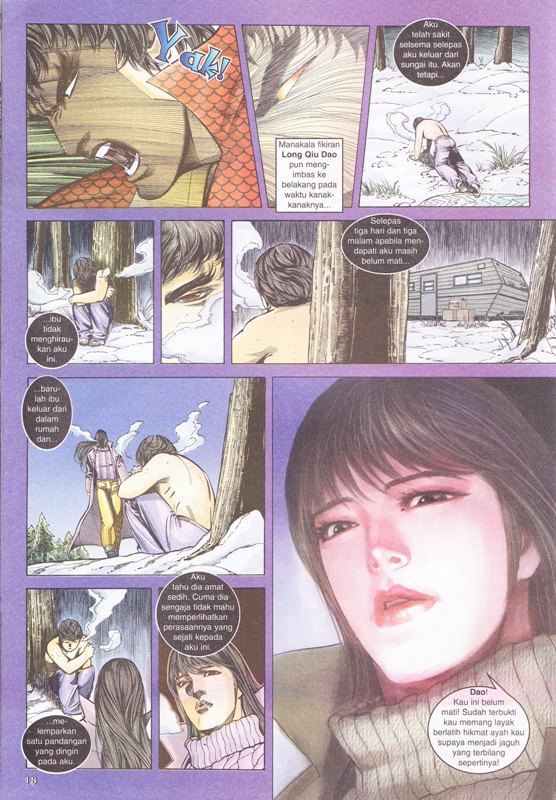 Yak!
Manakala fikiran
Long Qiu Dao
pun meng-
imbas ke
belakang pada
waktu kanak-
kanaknya...
Aku
telah sakit
selsema selepas
aku keluar dari
sungai itu. Akan
tetapi...
...ibu
tidak
menghirau-
kan aku
ini.
Selepas
tiga hari dan tiga
malam apabila men-
dapati aku masih
belum mati...
...baru-
lah ibu
keluar dari
dalam
rumah
dan...
...me-
lemparkan
satu pandangan
yang dingin
pada aku.
Aku
tahu dia amat
sedih. Cuma dia
sengaja tidak mahu
memperlihatkan
perasaannya yang
sejati kepada
aku ini.
Dao!
Kau ini belum
mati! Sudah terbukti
kau memang layak
berlatih hikmat ayah kau
supaya menjadi jaguh
yang terbilang
sepertinya!
18